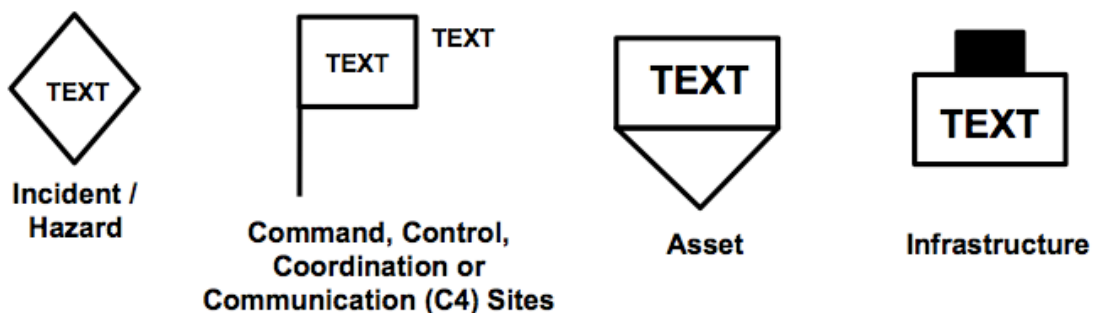 TEXT
Incident /
Hazard
TEXT
TEXT
Command, Control,
Coordination or
Communication (C4) Sites
TEXT
Asset
TEXT
Infrastructure